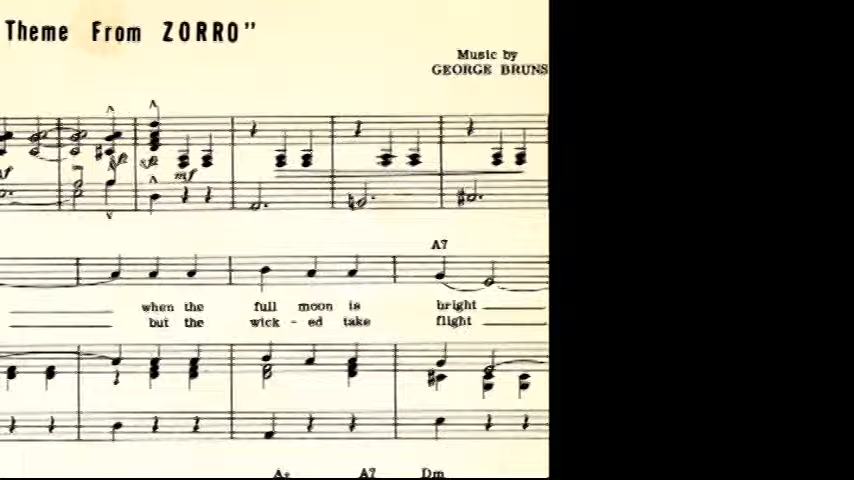 Theme From ZORRO"
Music by
GEORGE BRUNS
mf
A7
when the full moon is bright
but the wick - ed take flight
A+ A7 Dm